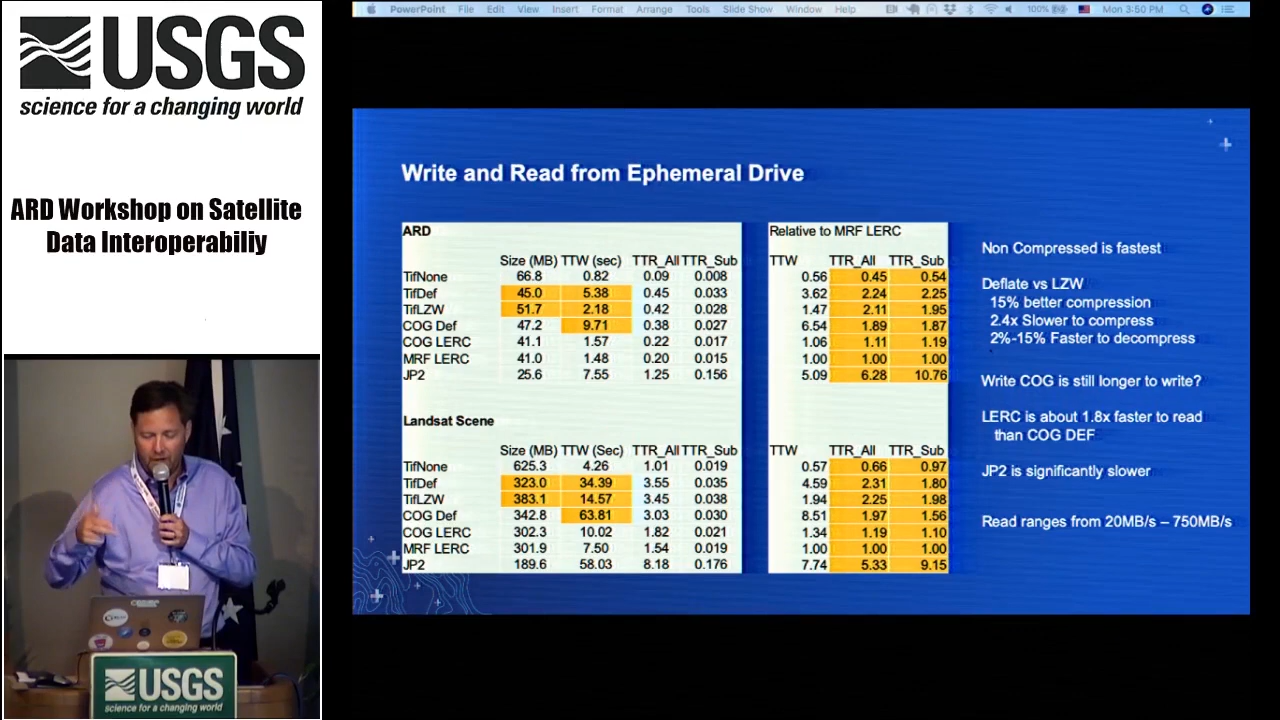 PowerPoint File Edit View Insert Format Arrange Tools Slide Show Window Help 100% Mon 3:50 PM
USGS
science for a changing world
ARD Workshop on Satellite
Data Interoperabiliy
Write and Read from Ephemeral Drive
ARD
Size (MB) TTW (sec) TTR_All TTR_Sub
TifNone 66.8 0.82 0.09 0.008
TifDef 45.0 5.38 0.45 0.033
TifLZW 51.7 2.18 0.42 0.028
COG Def 47.2 9.71 0.38 0.027
COG LERC 41.1 1.57 0.22 0.017
MRF LERC 41.0 1.48 0.20 0.015
JP2 25.6 7.55 1.25 0.156
Landsat Scene
Size (MB) TTW (Sec) TTR_All TTR_Sub
TifNone 625.3 4.26 1.01 0.019
TifDef 323.0 34.39 3.55 0.035
TifLZW 383.1 14.57 3.45 0.038
COG Def 342.8 63.81 3.03 0.030
COG LERC 302.3 10.02 1.82 0.021
MRF LERC 301.9 7.50 1.54 0.019
JP2 189.6 58.03 8.18 0.176
Relative to MRF LERC
TTW TTR_All TTR_Sub
0.56 0.45 0.54
3.62 2.24 2.25
1.47 2.11 1.95
6.54 1.89 1.87
1.06 1.11 1.19
1.00 1.00 1.00
5.09 6.28 10.76
TTW TTR_All TTR_Sub
0.57 0.66 0.97
4.59 2.31 1.80
1.94 2.25 1.98
8.51 1.97 1.56
1.34 1.19 1.10
1.00 1.00 1.00
7.74 5.33 9.15
Non Compressed is fastest
Deflate vs LZW
15% better compression
2.4x Slower to compress
2%-15% Faster to decompress
Write COG is still longer to write?
LERC is about 1.8x faster to read
than COG DEF
JP2 is significantly slower
Read ranges from 20MB/s – 750MB/s
USGS
science for a changing world